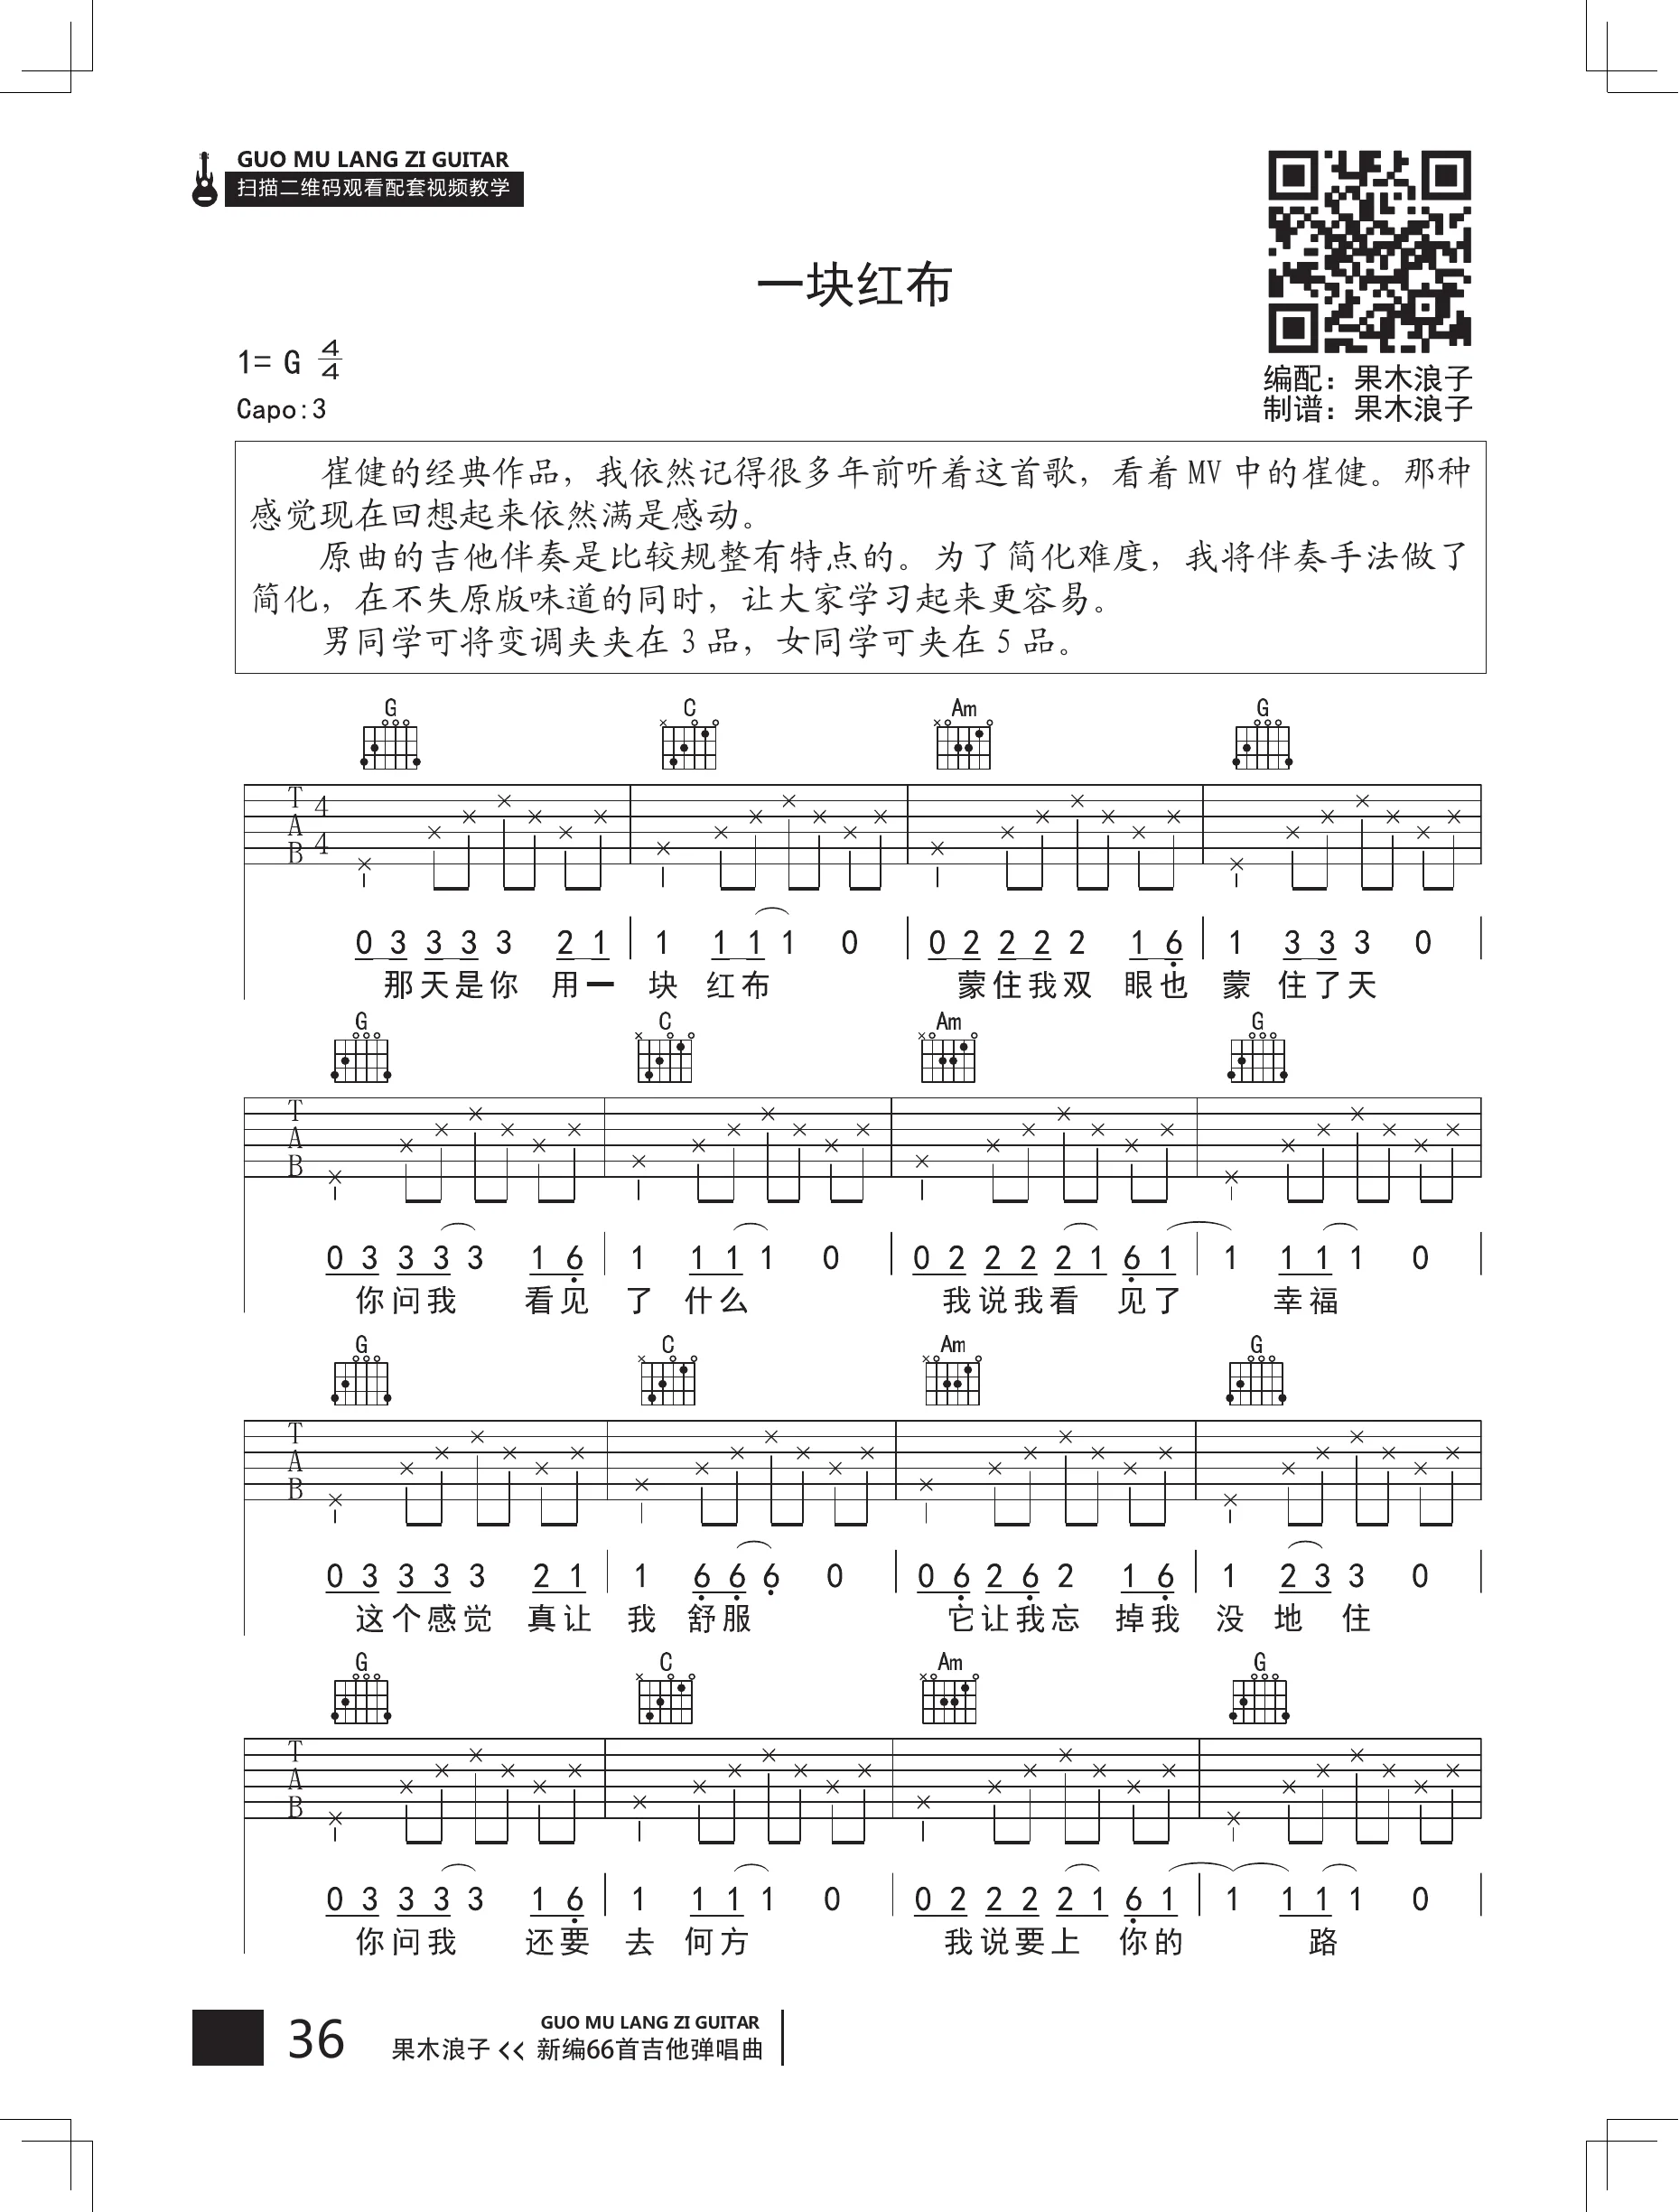 GUO MU LANG ZI GUITAR
扫描二维码观看配套视频教学
一块红布
1= G 4/4
Capo:3
编配：果木浪子
制谱：果木浪子
崔健的经典作品，我依然记得很多年前听着这首歌，看着 MV 中的崔健。那种
感觉现在回想起来依然满是感动。
原曲的吉他伴奏是比较规整有特点的。为了简化难度，我将伴奏手法做了
简化，在不失原版味道的同时，让大家学习起来更容易。
男同学可将变调夹夹在 3 品，女同学可夹在 5 品。
G C Am G
T 4
A
B 4
0 3 3 3 3 2 1 | 1 1 1 1 0 | 0 2 2 2 2 1 6 | 1 3 3 3 0 |
那天是你 用一 块 红布 蒙住我双 眼也 蒙 住了天
G C Am G
T
A
B
0 3 3 3 3 1 6 | 1 1 1 1 0 | 0 2 2 2 2 1 6 1 | 1 1 1 1 0 |
你问我 看见 了 什么 我说我看 见了 幸福
G C Am G
T
A
B
0 3 3 3 3 2 1 | 1 6 6 6 0 | 0 6 2 6 2 1 6 | 1 2 3 3 0 |
这个感觉 真让 我 舒服 它让我忘 掉我 没 地 住
G C Am G
T
A
B
0 3 3 3 3 1 6 | 1 1 1 1 0 | 0 2 2 2 2 1 6 1 | 1 1 1 1 0 |
你问我 还要 去 何方 我说要上 你的 路
36
GUO MU LANG ZI GUITAR
果木浪子 << 新编66首吉他弹唱曲